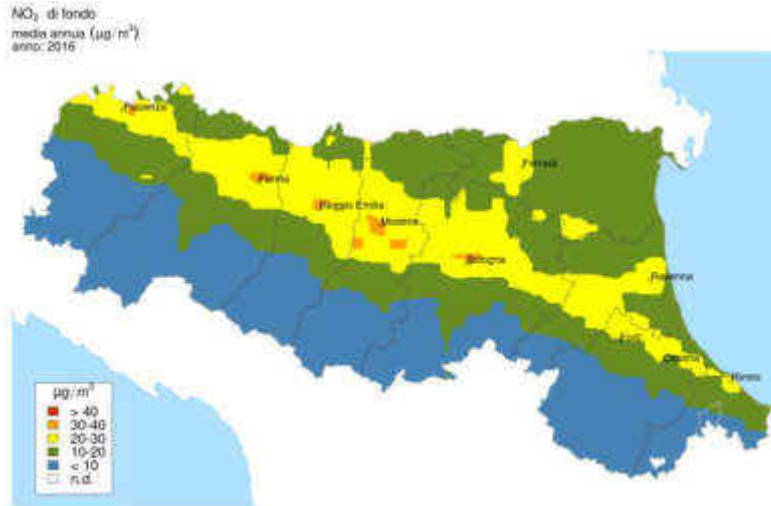 NO₂ di fondo
media annua (µg/m³)
anno: 2016
Piacenza
Ferrara
Parma
Reggio Emilia
Modena
Bologna
Ravenna
Forlì
Cesena
Rimini
µg/m³
> 40
30-40
20-30
10-20
< 10
n.d.